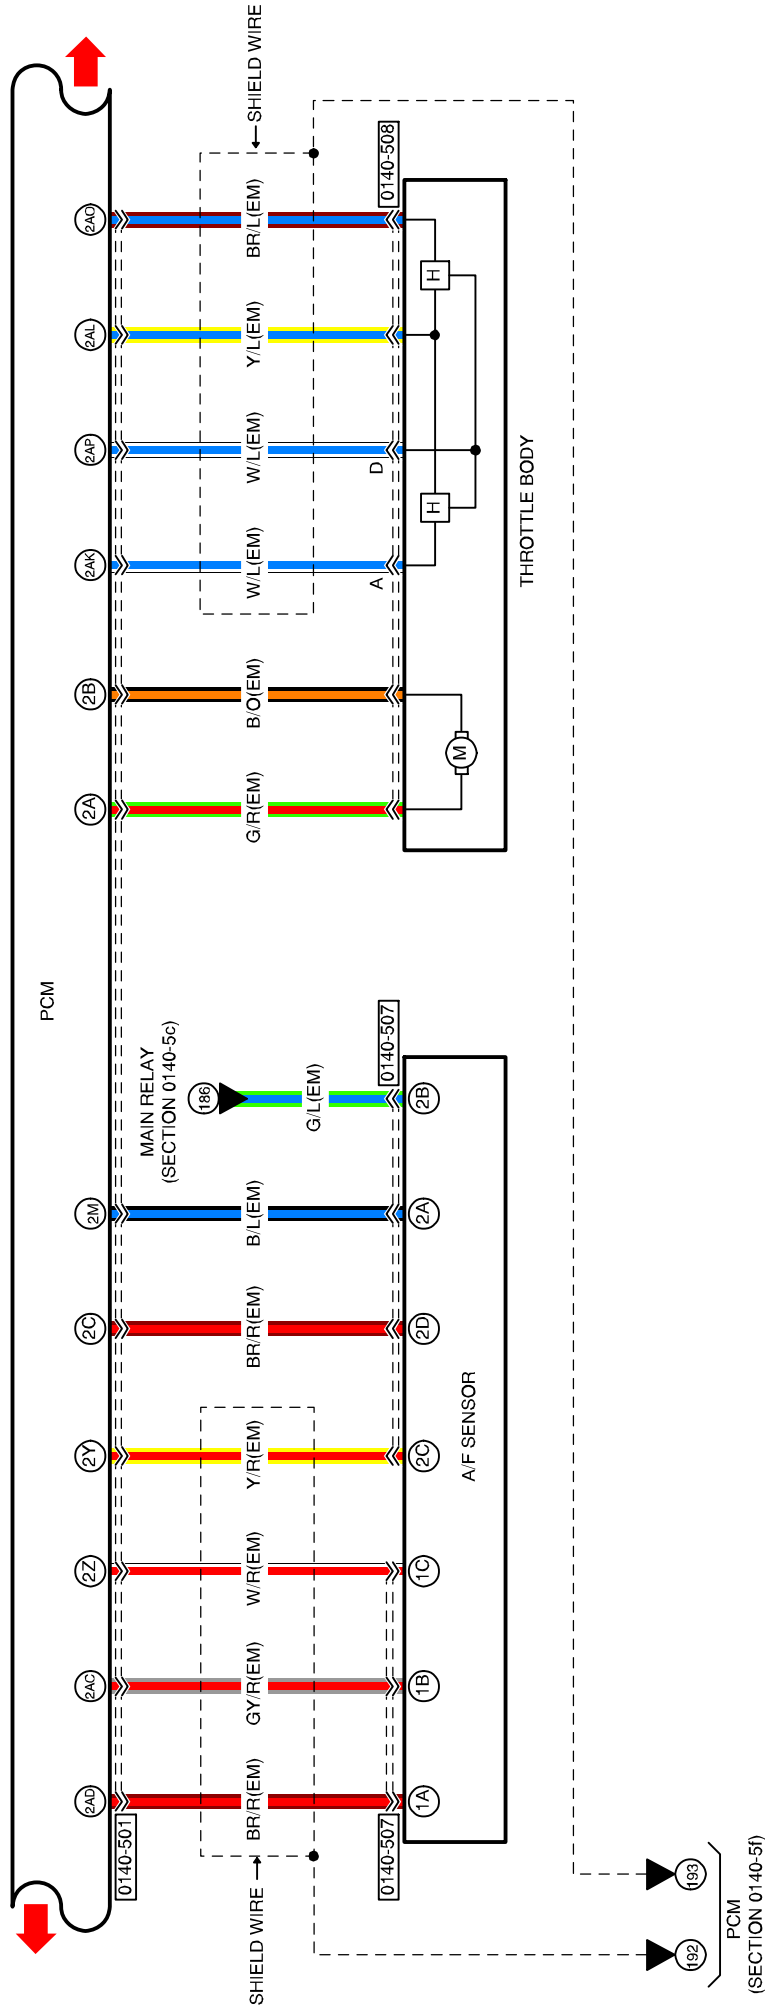 PCM
2AD
2AC
2Z
2Y
2C
2M
2B
2A
2AK
2AP
2AL
2AO
0140-501
MAIN RELAY
(SECTION 0140-5c)
186
SHIELD WIRE
SHIELD WIRE
BR/R(EM)
GY/R(EM)
W/R(EM)
Y/R(EM)
BR/R(EM)
B/L(EM)
G/L(EM)
G/R(EM)
B/O(EM)
W/L(EM)
W/L(EM)
Y/L(EM)
BR/L(EM)
0140-507
0140-507
0140-508
A
D
1A
1B
1C
2C
2D
2A
2B
A/F SENSOR
M
H
H
THROTTLE BODY
192
193
PCM
(SECTION 0140-5f)